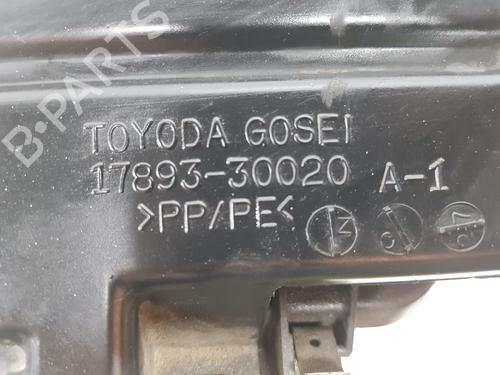 B-PARTS
TOYODA GOSEI
17893-30020 A-1
>PP/PE<